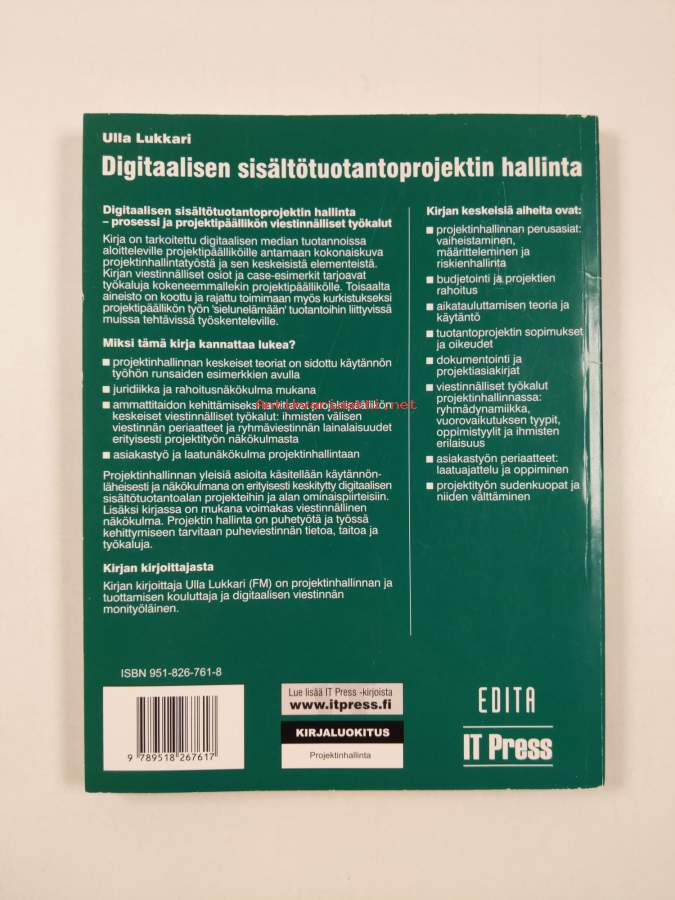 Ulla Lukkari
Digitaalisen sisältötuotantoprojektin hallinta
Digitaalisen sisältötuotantoprojektin hallinta
– prosessi ja projektipäällikön viestinnälliset työkalut
Kirja on tarkoitettu digitaalisen median tuotannoissa
aloitteleville projektipäälliköille antamaan kokonaiskuva
projektinhallintatyöstä ja sen keskeisistä elementeistä.
Kirjan viestinnälliset osiot ja case-esimerkit tarjoavat
työkaluja kokeneemmallekin projektipäällikölle. Toisaalta
aineisto on koottu ja rajattu toimimaan myös kurkistukseksi
projektipäällikön työn 'sielunelämään' tuotantoihin liittyvissä
muissa tehtävissä työskenteleville.
Miksi tämä kirja kannattaa lukea?
■ projektinhallinnan keskeiset teoriat on sidottu käytännön
työhön runsaiden esimerkkien avulla
■ juridiikka ja rahoitusnäkökulma mukana
■ ammattitaidon kehittämiseksi tarvittavat projektipäällikön
keskeiset viestinnälliset työkalut: ihmisten välisen
viestinnän periaatteet ja ryhmäviestinnän lainalaisuudet
erityisesti projektityön näkökulmasta
■ asiakastyö ja laatunäkökulma projektinhallintaan
Projektinhallinnan yleisiä asioita käsitellään käytännön-
läheisesti ja näkökulmana on erityisesti keskitytty digitaalisen
sisältötuotantoalan projekteihin ja alan ominaispiirteisiin.
Lisäksi kirjassa on mukana voimakas viestinnällinen
näkökulma. Projektin hallinta on puhetyötä ja työssä
kehittymiseen tarvitaan puheviestinnän tietoa, taitoa ja
työkaluja.
Kirjan kirjoittajasta
Kirjan kirjoittaja Ulla Lukkari (FM) on projektinhallinnan ja
tuottamisen kouluttaja ja digitaalisen viestinnän
monityöläinen.
Kirjan keskeisiä aiheita ovat:
■ projektinhallinnan perusasiat:
vaiheistaminen,
määritteleminen ja
riskienhallinta
■ budjetointi ja projektien
rahoitus
■ aikatauluttamisen teoria ja
käytäntö
■ tuotantoprojektin sopimukset
ja oikeudet
■ dokumentointi ja
projektiasiakirjat
■ viestinnälliset työkalut
projektinhallinnassa:
ryhmädynamiikka,
vuorovaikutuksen tyypit,
oppimistyylit ja ihmisten
erilaisuus
■ asiakastyön periaatteet:
laatuajattelu ja oppiminen
■ projektityön sudenkuopat ja
niiden välttäminen
ISBN 951-826-761-8
9 789518 267617
Lue lisää IT Press -kirjoista
www.itpress.fi
KIRJALUOKITUS
Projektinhallinta
EDITA
IT Press